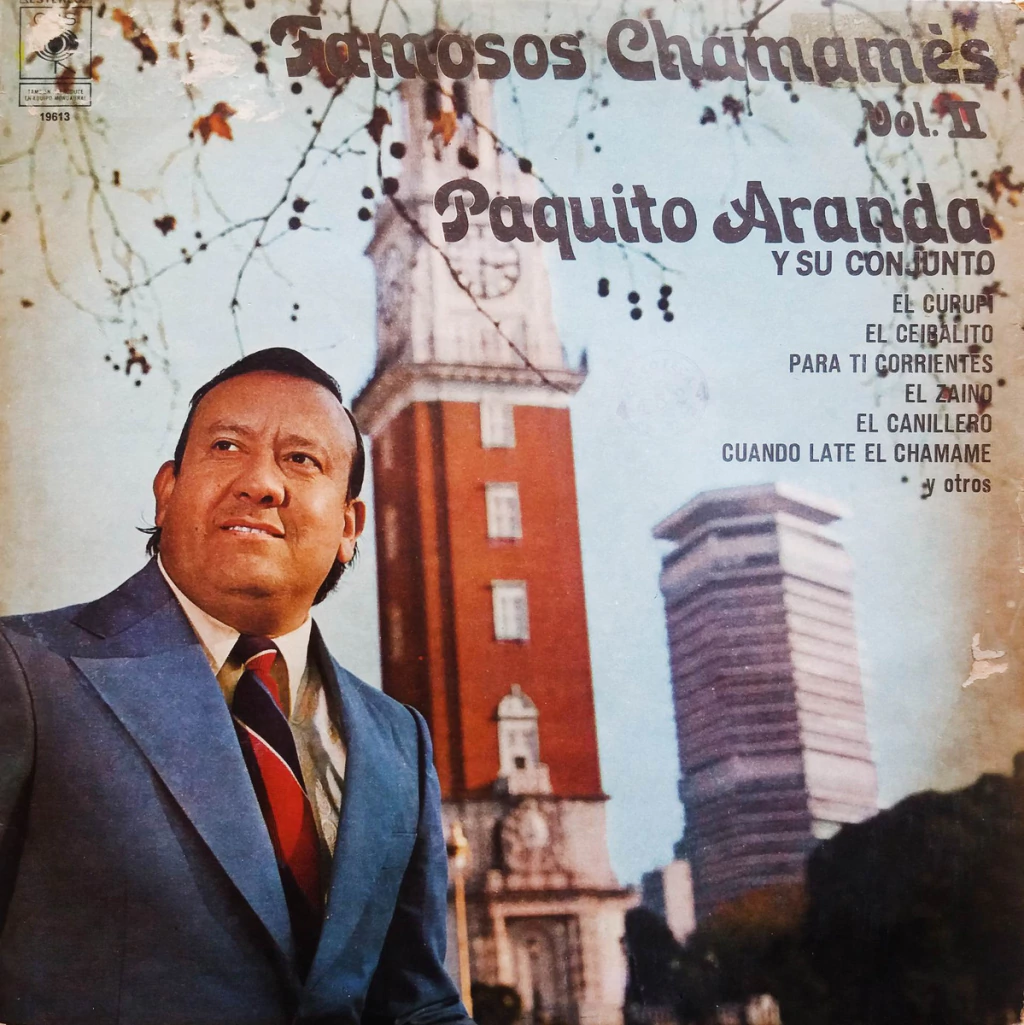 ESTEREO
CBS
19613
Famosos Chamamés
Vol. II
Paquito Aranda
Y SU CONJUNTO
EL CURUPI
EL CEIBALITO
PARA TI CORRIENTES
EL ZAINO
EL CANILLERO
CUANDO LATE EL CHAMAME
y otros